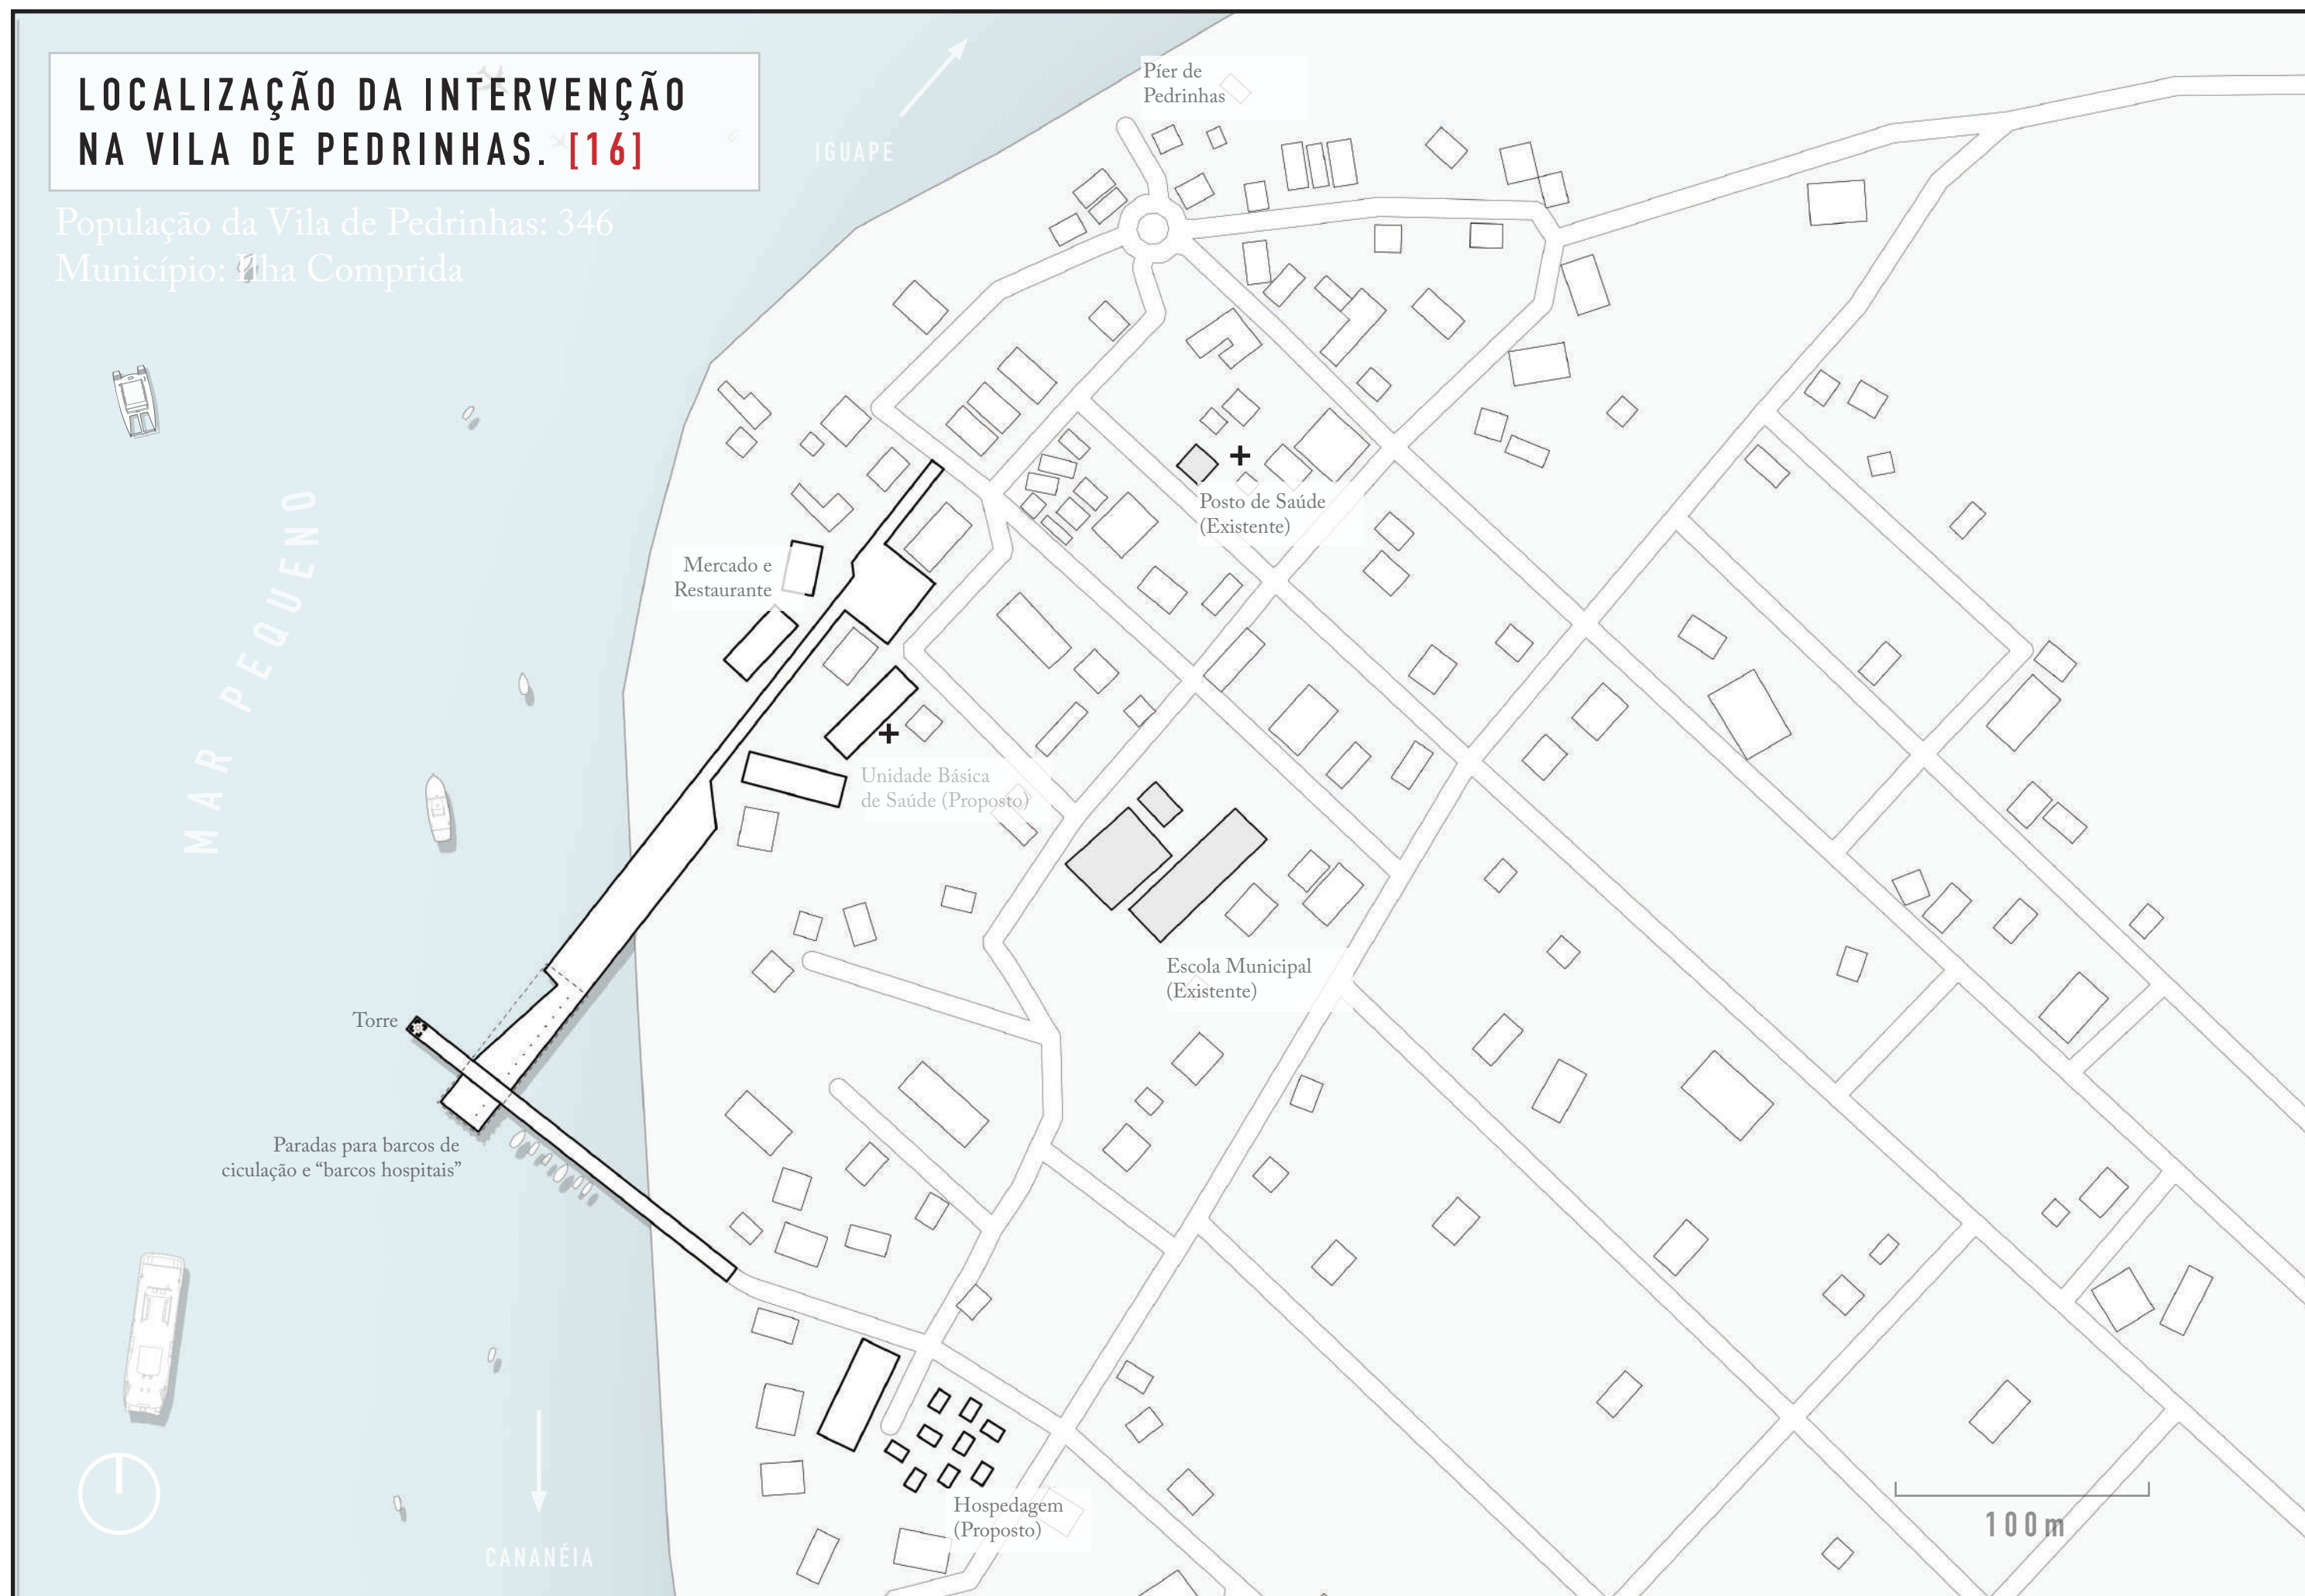 LOCALIZAÇÃO DA INTERVENÇÃO
NA VILA DE PEDRINHAS. [16]
População da Vila de Pedrinhas: 346
Município: Ilha Comprida
IGUAPE
Píer de
Pedrinhas
MAR PEQUENO
Posto de Saúde
(Existente)
Mercado e
Restaurante
Unidade Básica
de Saúde (Proposto)
Escola Municipal
(Existente)
Torre
Paradas para barcos de
ciculação e “barcos hospitais”
Hospedagem
(Proposto)
CANANÉIA
100m